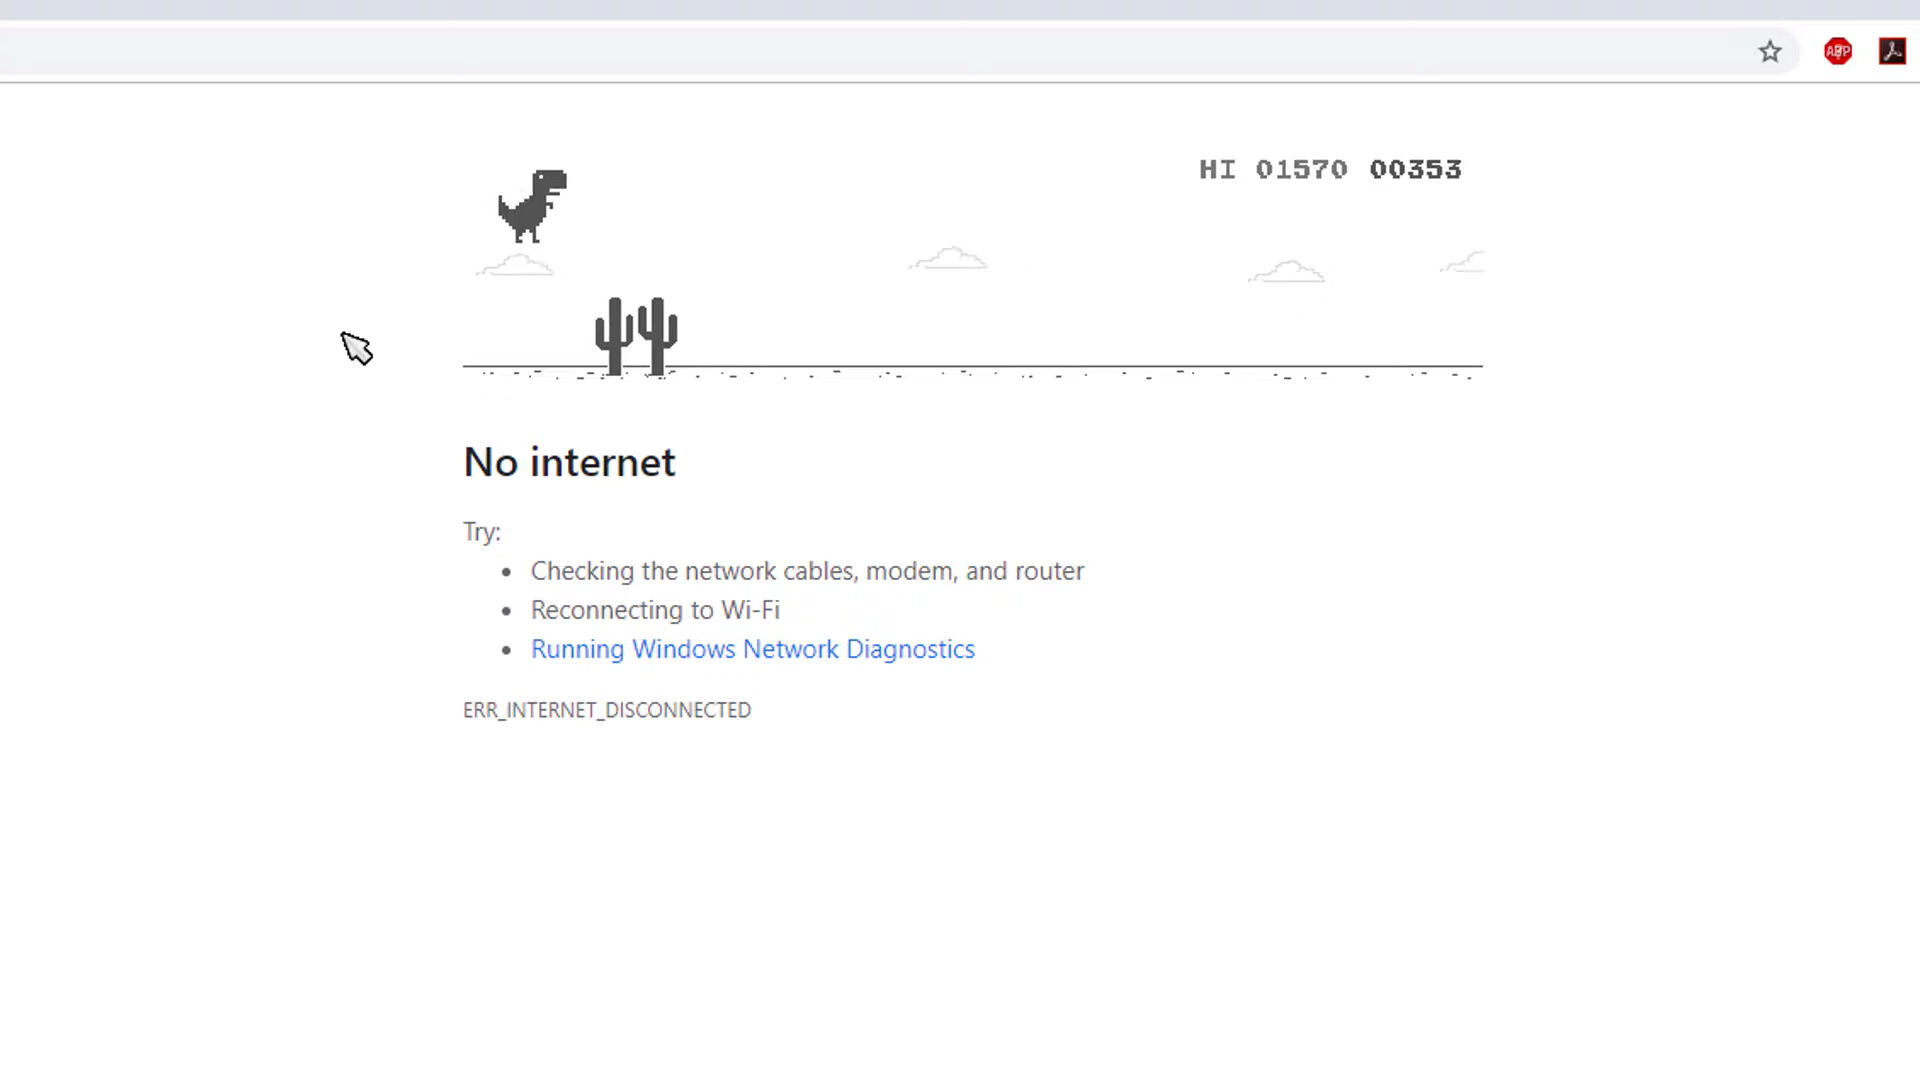 ABP
HI 01570 00353
No internet
Try:
Checking the network cables, modem, and router
Reconnecting to Wi-Fi
Running Windows Network Diagnostics
ERR_INTERNET_DISCONNECTED